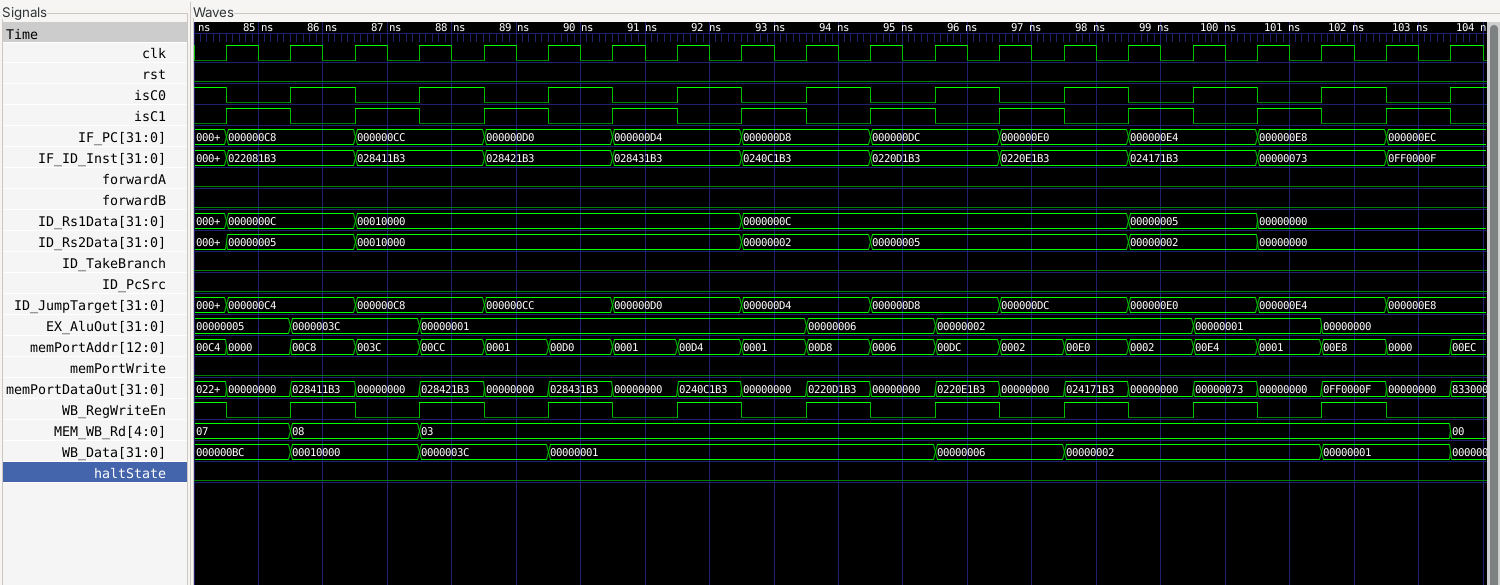 Signals Waves
Time ns 85 ns 86 ns 87 ns 88 ns 89 ns 90 ns 91 ns 92 ns 93 ns 94 ns 95 ns 96 ns 97 ns 98 ns 99 ns 100 ns 101 ns 102 ns 103 ns 104 n
clk
rst
isC0
isC1
IF_PC[31:0] 000+ 000000C8 000000CC 000000D0 000000D4 000000D8 000000DC 000000E0 000000E4 000000E8 000000EC
IF_ID_Inst[31:0] 000+ 022081B3 028411B3 028421B3 028431B3 0240C1B3 0220D1B3 0220E1B3 024171B3 00000073 0FF0000F
forwardA
forwardB
ID_Rs1Data[31:0] 000+ 0000000C 00010000 0000000C 00000005 00000000
ID_Rs2Data[31:0] 000+ 00000005 00010000 00000002 00000005 00000002 00000000
ID_TakeBranch
ID_PcSrc
ID_JumpTarget[31:0] 000+ 000000C4 000000C8 000000CC 000000D0 000000D4 000000D8 000000DC 000000E0 000000E4 000000E8
EX_AluOut[31:0] 00000005 0000003C 00000001 00000006 00000002 00000001 00000000
memPortAddr[12:0] 00C4 0000 00C8 003C 00CC 0001 00D0 0001 00D4 0001 00D8 0006 00DC 0002 00E0 0002 00E4 0001 00E8 0000 00EC
memPortWrite
memPortDataOut[31:0] 022+ 00000000 028411B3 00000000 028421B3 00000000 028431B3 00000000 0240C1B3 00000000 0220D1B3 00000000 0220E1B3 00000000 024171B3 00000000 00000073 00000000 0FF0000F 00000000 833000
WB_RegWriteEn
MEM_WB_Rd[4:0] 07 08 03 00
WB_Data[31:0] 000000BC 00010000 0000003C 00000001 00000006 00000002 00000001 000000
haltState